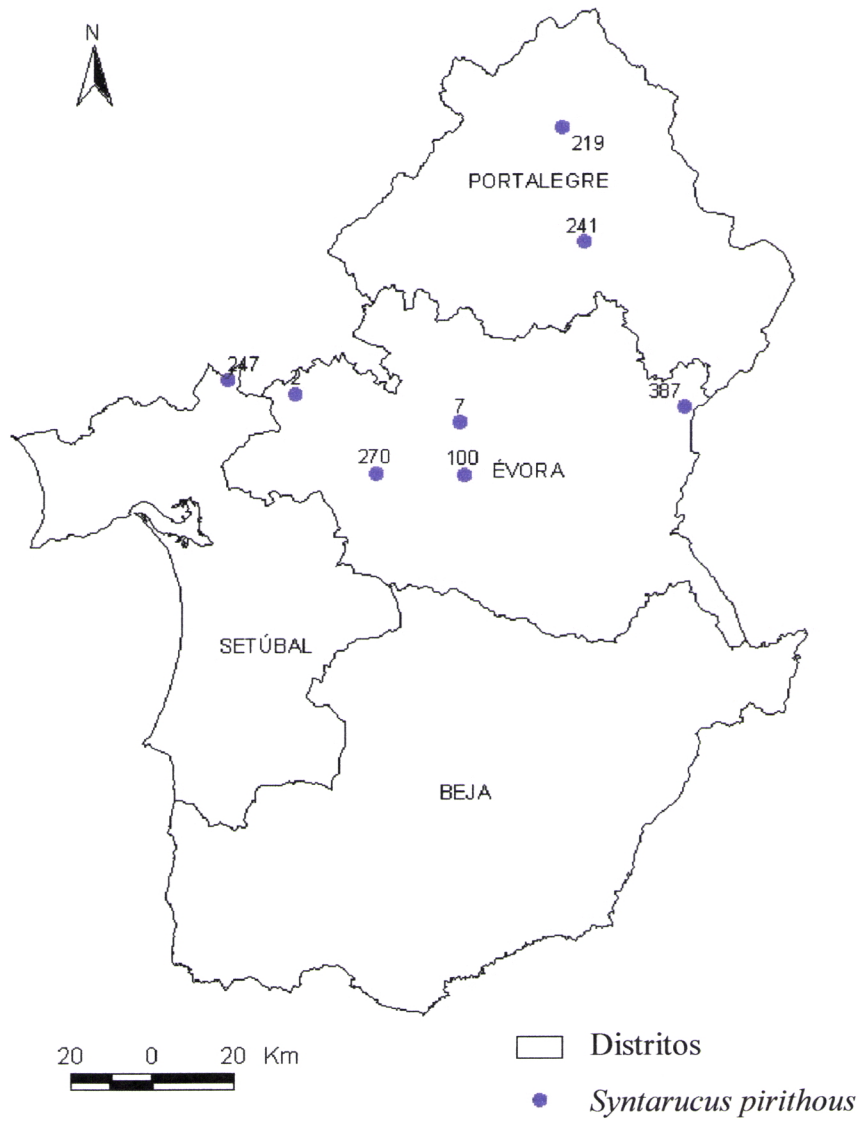 N
219
PORTALEGRE
241
247
2
387
7
270
100
ÉVORA
SETÚBAL
BEJA
20 0 20 Km
Distritos
Syntarucus pirithous